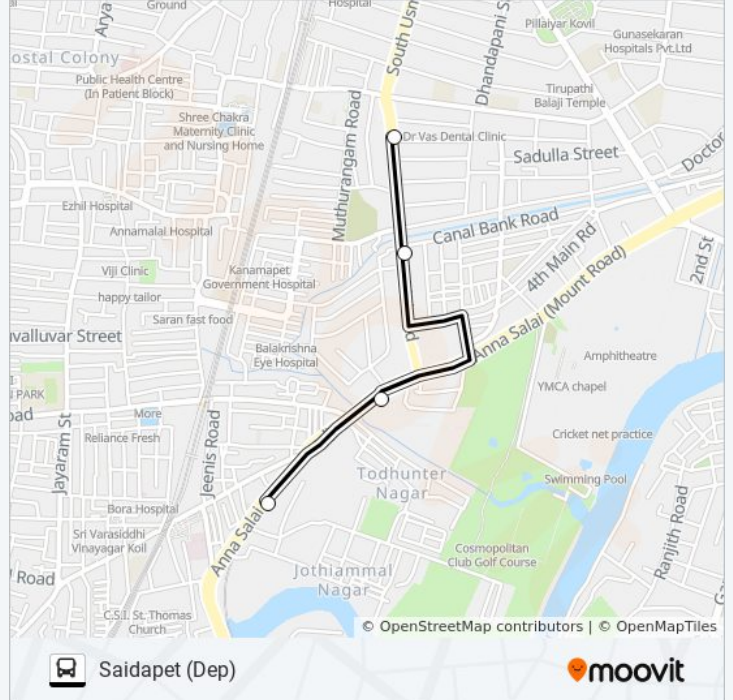 Hospital
Ground
Arya
South Usn
Dhandapani S
Pillaiyar Kovil
Gunasekaran
Hospitals Pvt.Ltd
ostal Colony
Public Health Centre
(In Patient Block)
Tirupathi
Balaji Temple
Shree Chakra
Maternity Clinic
and Nursing Home
Muthurangam Road
Dr Vas Dental Clinic
Sadulla Street
Doctor
Ezhil Hospital
Annamalai Hospital
Canal Bank Road
4th Main Rd
2nd St
Viji Clinic
Kanamapet
Government Hospital
happy tailor
Saran fast food
uvalluvar Street
Balakrishna
Eye Hospital
d
Anna Salai (Mount Road)
Amphitheatre
YMCA chapel
PARK
oad
More
Reliance Fresh
Jayaram St
Jeenis Road
Cricket net practice
Todhunter
Nagar
Swimming Pool
Bora Hospital
Sri Varasiddhi
Vinayagar Koil
Anna Salai
Ranjith Road
Cosmopolitan
Club Golf Course
Road
Jothiammal
Nagar
Ga
C.S.I. St. Thomas
Church
© OpenStreetMap contributors | © OpenMapTiles
Saidapet (Dep)
moovit